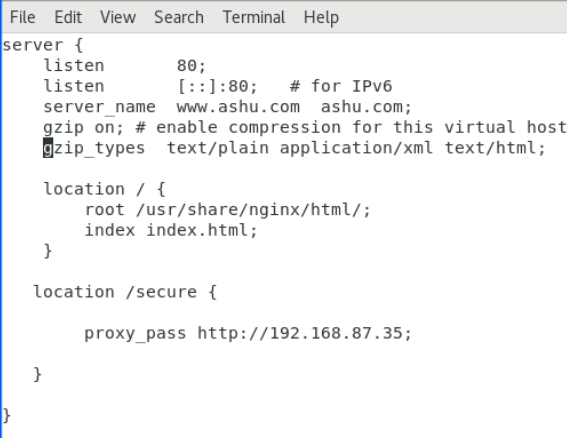 File Edit View Search Terminal Help
server {
    listen       80;
    listen       [::]:80;   # for IPv6
    server_name  www.ashu.com  ashu.com;
    gzip on; # enable compression for this virtual host
    gzip_types  text/plain application/xml text/html;
    location / {
        root /usr/share/nginx/html/;
        index index.html;
    }
   location /secure {
        proxy_pass http://192.168.87.35;
   }
}